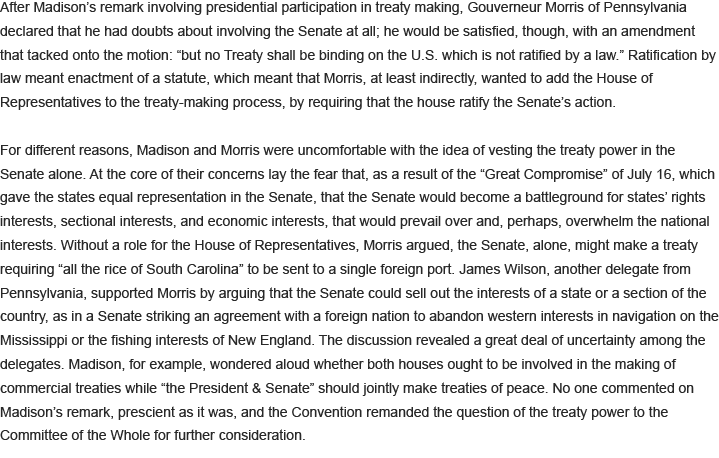 After Madison’s remark involving presidential participation in treaty making, Gouverneur Morris of Pennsylvania
declared that he had doubts about involving the Senate at all; he would be satisfied, though, with an amendment
that tacked onto the motion: “but no Treaty shall be binding on the U.S. which is not ratified by a law.” Ratification by
law meant enactment of a statute, which meant that Morris, at least indirectly, wanted to add the House of
Representatives to the treaty-making process, by requiring that the house ratify the Senate’s action.
For different reasons, Madison and Morris were uncomfortable with the idea of vesting the treaty power in the
Senate alone. At the core of their concerns lay the fear that, as a result of the “Great Compromise” of July 16, which
gave the states equal representation in the Senate, that the Senate would become a battleground for states’ rights
interests, sectional interests, and economic interests, that would prevail over and, perhaps, overwhelm the national
interests. Without a role for the House of Representatives, Morris argued, the Senate, alone, might make a treaty
requiring “all the rice of South Carolina” to be sent to a single foreign port. James Wilson, another delegate from
Pennsylvania, supported Morris by arguing that the Senate could sell out the interests of a state or a section of the
country, as in a Senate striking an agreement with a foreign nation to abandon western interests in navigation on the
Mississippi or the fishing interests of New England. The discussion revealed a great deal of uncertainty among the
delegates. Madison, for example, wondered aloud whether both houses ought to be involved in the making of
commercial treaties while “the President & Senate” should jointly make treaties of peace. No one commented on
Madison’s remark, prescient as it was, and the Convention remanded the question of the treaty power to the
Committee of the Whole for further consideration.